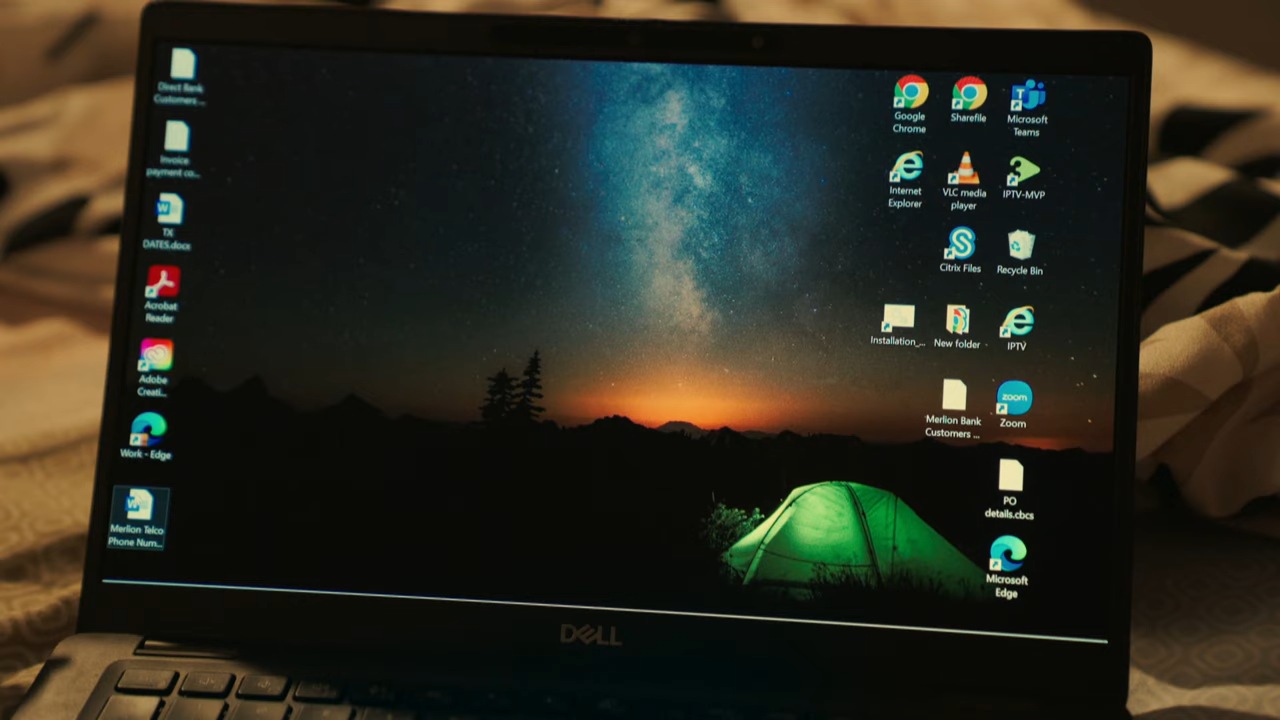 Direct Bank
Customers ...
Invoice
payment co...
TX
DATES.docx
Acrobat
Reader
Adobe
Creati...
Work - Edge
Merlion Telco
Phone Num...
Google
Chrome
Sharefile
Microsoft
Teams
Internet
Explorer
VLC media
player
IPTV-MVP
Citrix Files
Recycle Bin
Installation_...
New folder
IPTV
Merlion Bank
Customers ...
zoom
Zoom
PO
details.cbcs
Microsoft
Edge
DELL